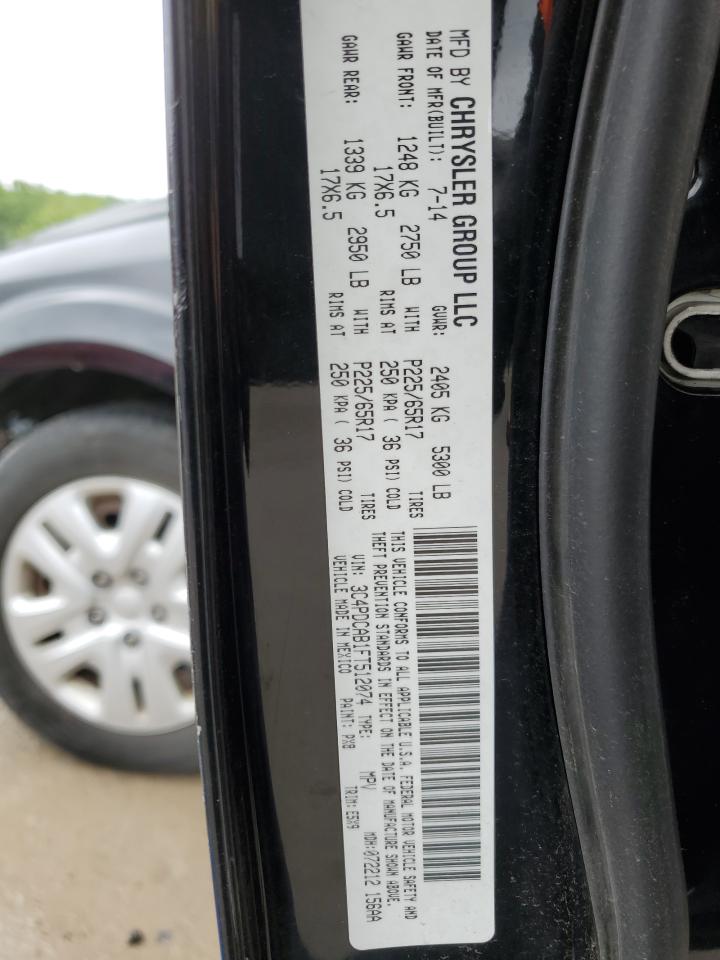 MFD BY CHRYSLER GROUP LLC
DATE OF MFR(BUILT): 7-14 GVWR: 2405 KG 5300 LB
GAWR FRONT: 1248 KG 2750 LB WITH P225/65R17 TIRES
17X6.5 RIMS AT 250 KPA ( 36 PSI) COLD
GAWR REAR: 1339 KG 2950 LB WITH P225/65R17 TIRES
17X6.5 RIMS AT 250 KPA ( 36 PSI) COLD
THIS VEHICLE CONFORMS TO ALL APPLICABLE U.S.A. FEDERAL MOTOR VEHICLE SAFETY AND
THEFT PREVENTION STANDARDS IN EFFECT ON THE DATE OF MANUFACTURE SHOWN ABOVE.
VIN: 3C4PDCAB1FT512074 TYPE: MPV MDH:072212 156AA
VEHICLE MADE IN MEXICO PAINT: PX8 TRIM:E5X9